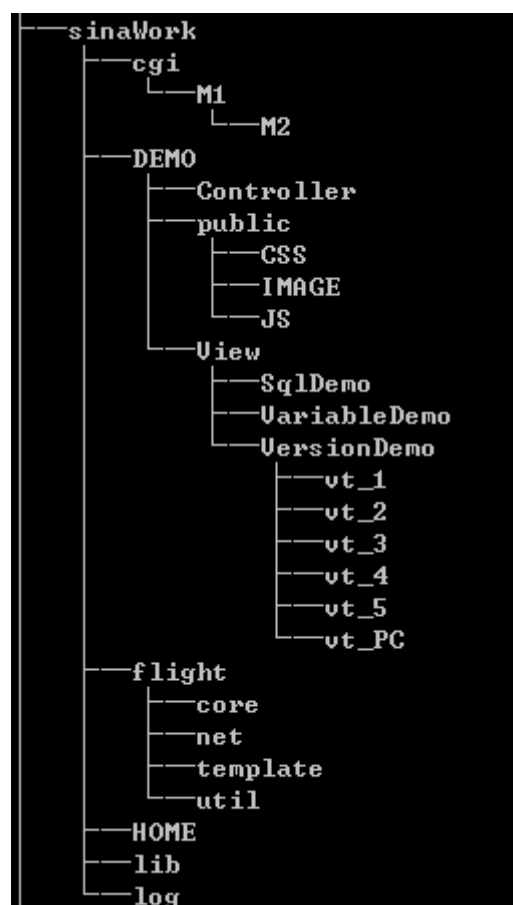 sinaWork
cgi
M1
M2
DEMO
Controller
public
CSS
IMAGE
JS
View
SqlDemo
VariableDemo
VersionDemo
vt_1
vt_2
vt_3
vt_4
vt_5
vt_PC
flight
core
net
template
util
HOME
lib
log